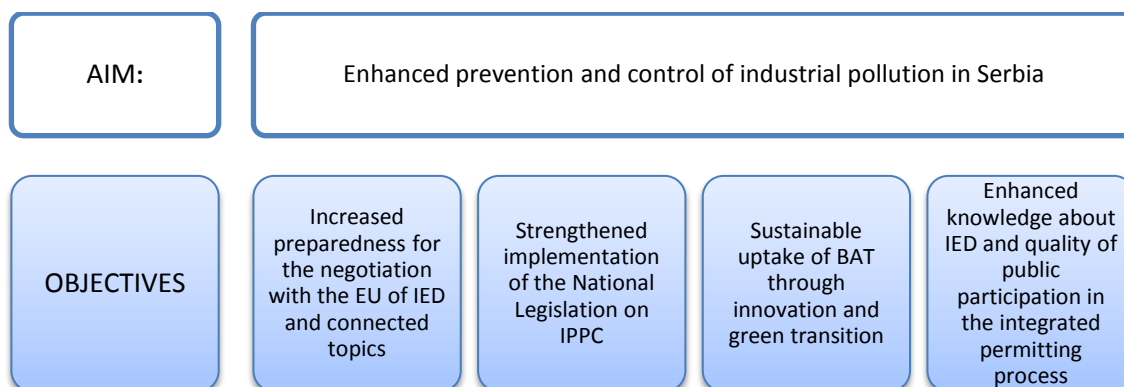 AIM:
Enhanced prevention and control of industrial pollution in Serbia
OBJECTIVES
Increased
preparedness for
the negotiation
with the EU of IED
and connected
topics
Strengthened
implementation
of the National
Legislation on
IPPC
Sustainable
uptake of BAT
through
innovation and
green transition
Enhanced
knowledge about
IED and quality of
public
participation in
the integrated
permitting
process